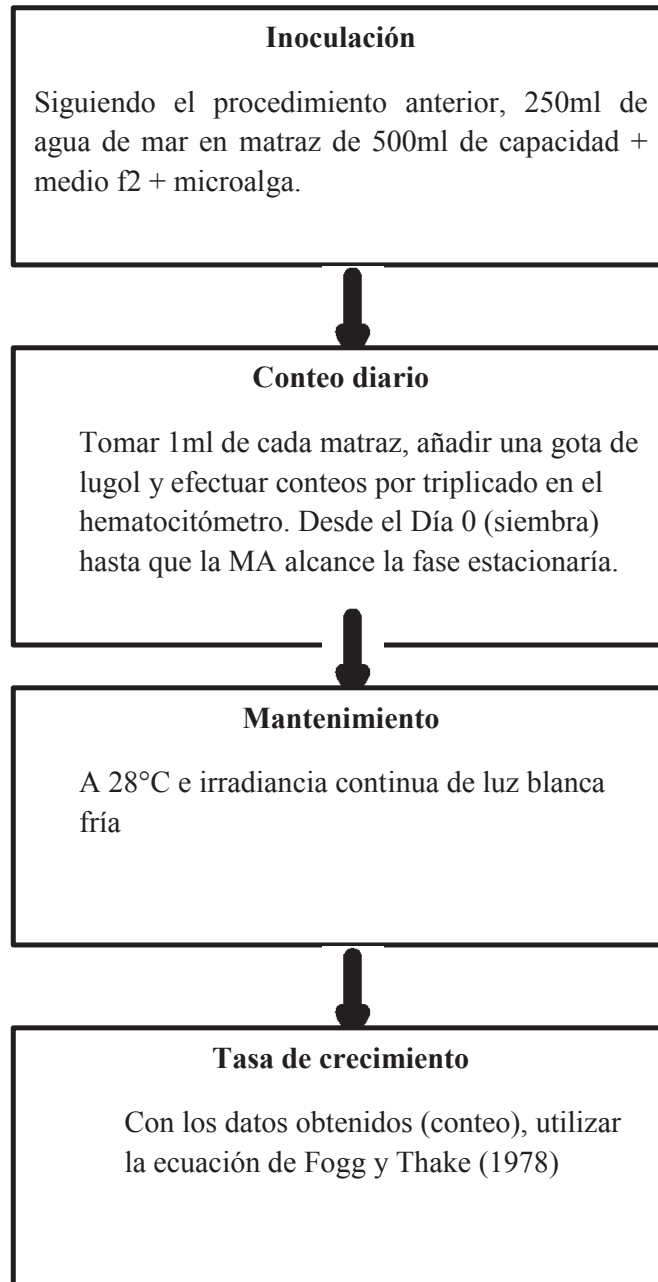 Inoculación
Siguiendo el procedimiento anterior, 250ml de
agua de mar en matraz de 500ml de capacidad +
medio f2 + microalga.
Conteo diario
Tomar 1ml de cada matraz, añadir una gota de
lugol y efectuar conteos por triplicado en el
hematocitómetro. Desde el Día 0 (siembra)
hasta que la MA alcance la fase estacionaría.
Mantenimiento
A 28°C e irradiancia continua de luz blanca
fría
Tasa de crecimiento
Con los datos obtenidos (conteo), utilizar
la ecuación de Fogg y Thake (1978)